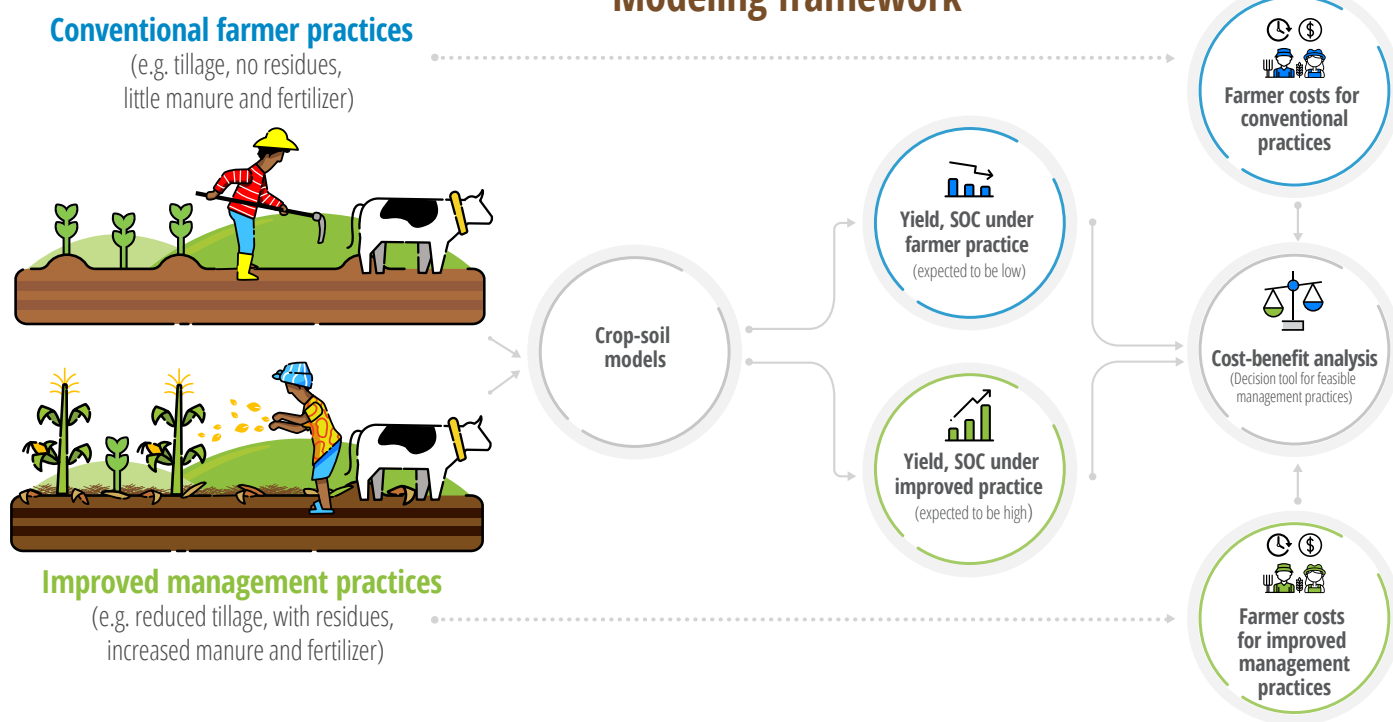 Modeling framework
Conventional farmer practices
(e.g. tillage, no residues,
little manure and fertilizer)
Farmer costs for
conventional
practices
Yield, SOC under
farmer practice
(expected to be low)
Crop-soil
models
Cost-benefit analysis
(Decision tool for feasible
management practices)
Yield, SOC under
improved practice
(expected to be high)
Improved management practices
(e.g. reduced tillage, with residues,
increased manure and fertilizer)
Farmer costs
for improved
management
practices